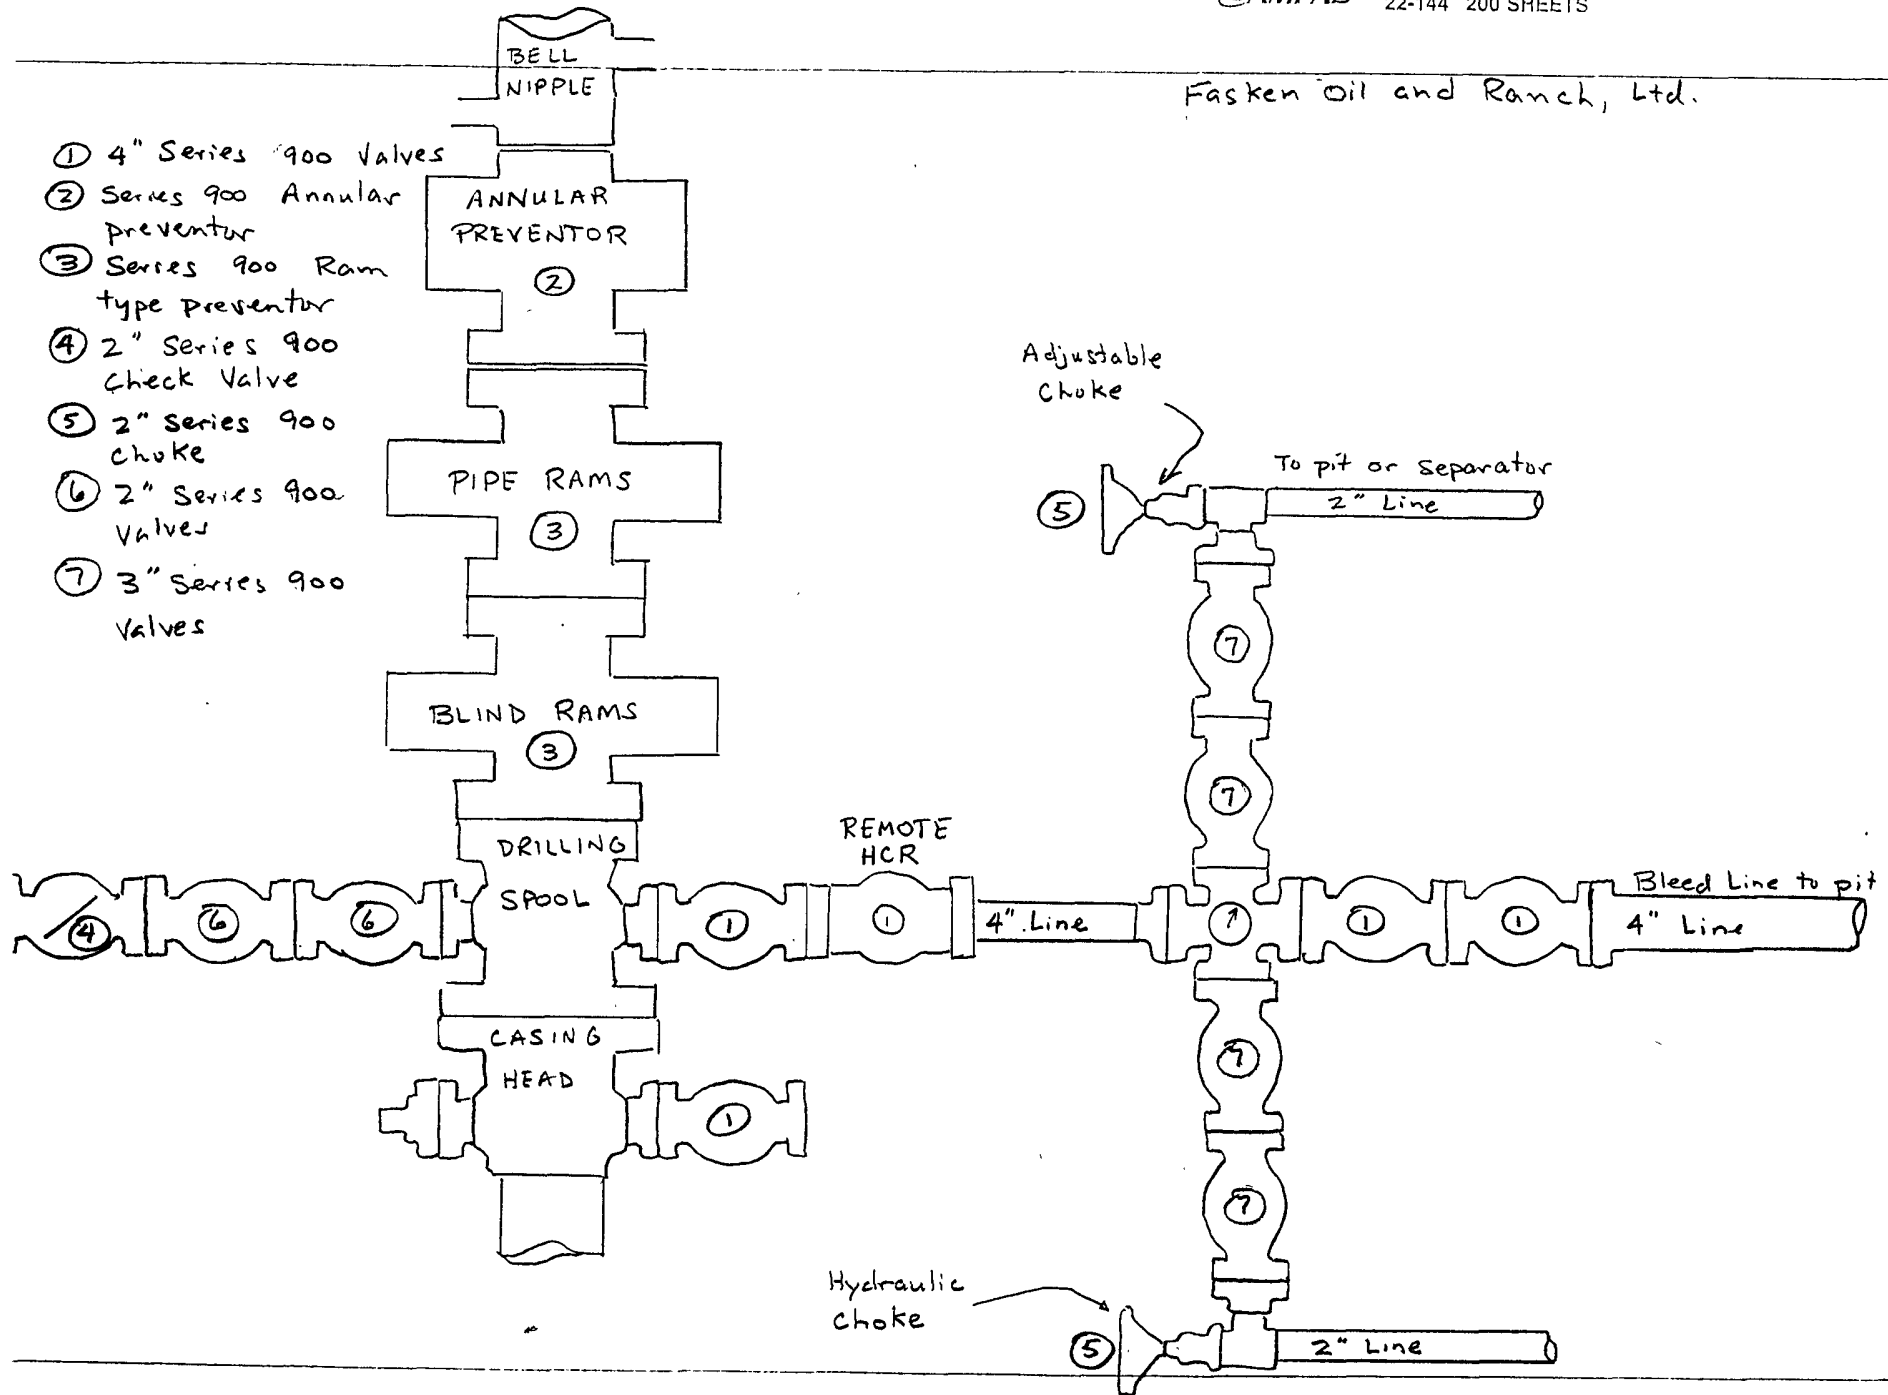 22-144 200 SHEETS
Fasken Oil and Ranch, Ltd.
① 4" Series 900 Valves
② Series 900 Annular
preventor
③ Series 900 Ram
type preventor
④ 2" Series 900
Check Valve
⑤ 2" Series 900
Choke
⑥ 2" Series 900
Valves
⑦ 3" Series 900
Valves
BELL
NIPPLE
ANNULAR
PREVENTOR
②
PIPE RAMS
③
BLIND RAMS
③
DRILLING
SPOOL
CASING
HEAD
①
④
⑥
⑥
①
REMOTE
HCR
①
4" Line
Adjustable
Choke
⑤
To pit or separator
2" Line
⑦
⑦
①
①
Bleed Line to pit
4" Line
⑦
⑦
Hydraulic
Choke
⑤
2" Line